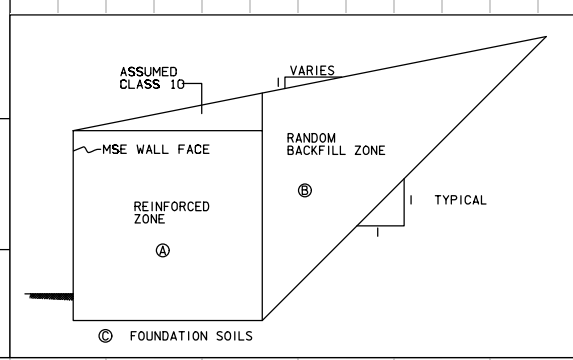 ASSUMED
CLASS 10
VARIES
1
MSE WALL FACE
RANDOM
BACKFILL ZONE
B
REINFORCED
ZONE
A
1 TYPICAL
1
C FOUNDATION SOILS